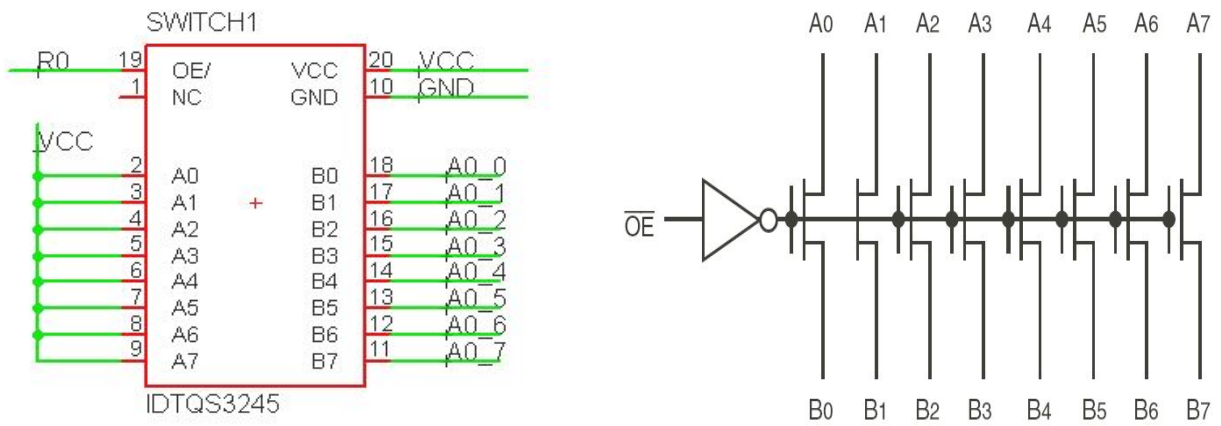 SWITCH1
R0 19 OE/ VCC 20 VCC
1 NC GND 10 GND
VCC
2 A0 B0 18 A0_0
3 A1 B1 17 A0_1
4 A2 B2 16 A0_2
5 A3 B3 15 A0_3
6 A4 B4 14 A0_4
7 A5 B5 13 A0_5
8 A6 B6 12 A0_6
9 A7 B7 11 A0_7
IDTQS3245
A0 A1 A2 A3 A4 A5 A6 A7
OE
B0 B1 B2 B3 B4 B5 B6 B7